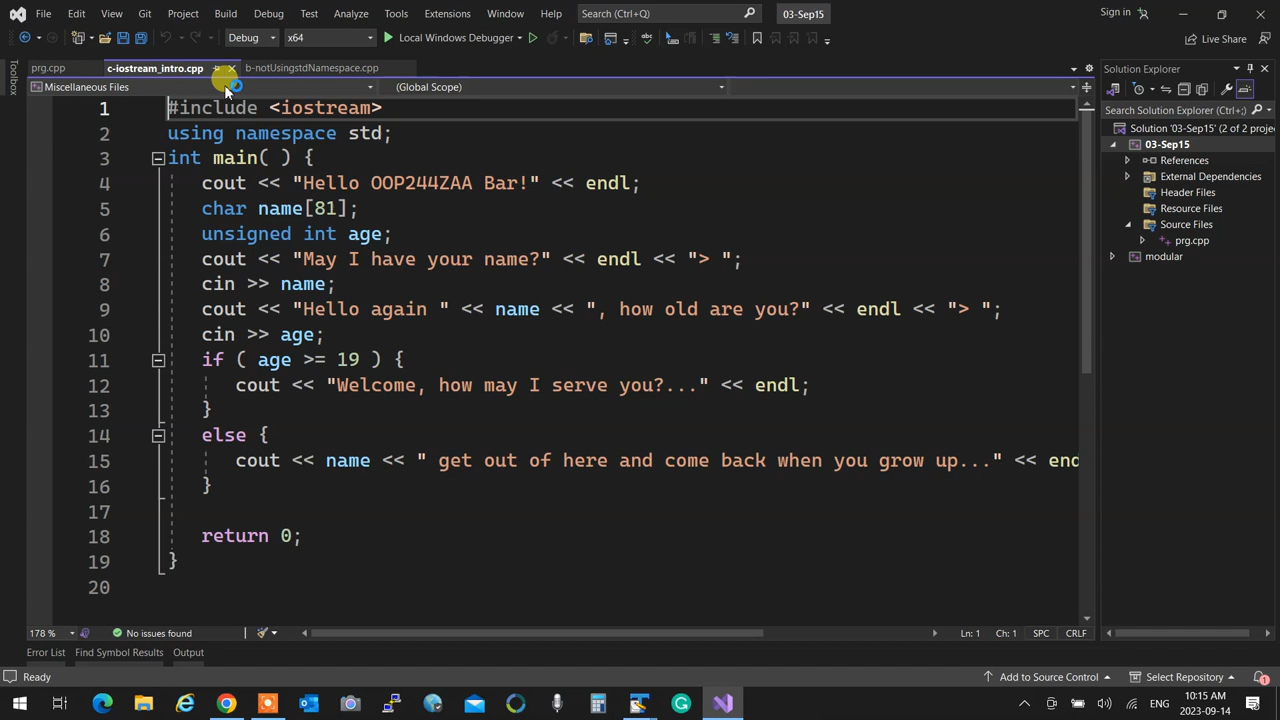 File Edit View Git Project Build Debug Test Analyze Tools Extensions Window Help Search (Ctrl+Q) 03-Sep15 Sign in
Debug x64 Local Windows Debugger Live Share
Toolbox
prg.cpp c-iostream_intro.cpp b-notUsingstdNamespace.cpp
Miscellaneous Files (Global Scope)
1 #include <iostream>
2 using namespace std;
3 int main( ) {
4 cout << "Hello OOP244ZAA Bar!" << endl;
5 char name[81];
6 unsigned int age;
7 cout << "May I have your name?" << endl << "> ";
8 cin >> name;
9 cout << "Hello again " << name << ", how old are you?" << endl << "> ";
10 cin >> age;
11 if ( age >= 19 ) {
12 cout << "Welcome, how may I serve you?..." << endl;
13 }
14 else {
15 cout << name << " get out of here and come back when you grow up..." << end
16 }
17
18 return 0;
19 }
20
178 % No issues found Ln: 1 Ch: 1 SPC CRLF
Error List Find Symbol Results Output
Solution Explorer
Search Solution Explorer (Ctrl+;)
Solution '03-Sep15' (2 of 2 proje
03-Sep15
References
External Dependencies
Header Files
Resource Files
Source Files
prg.cpp
modular
Ready Add to Source Control Select Repository 1
ENG 10:15 AM
2023-09-14